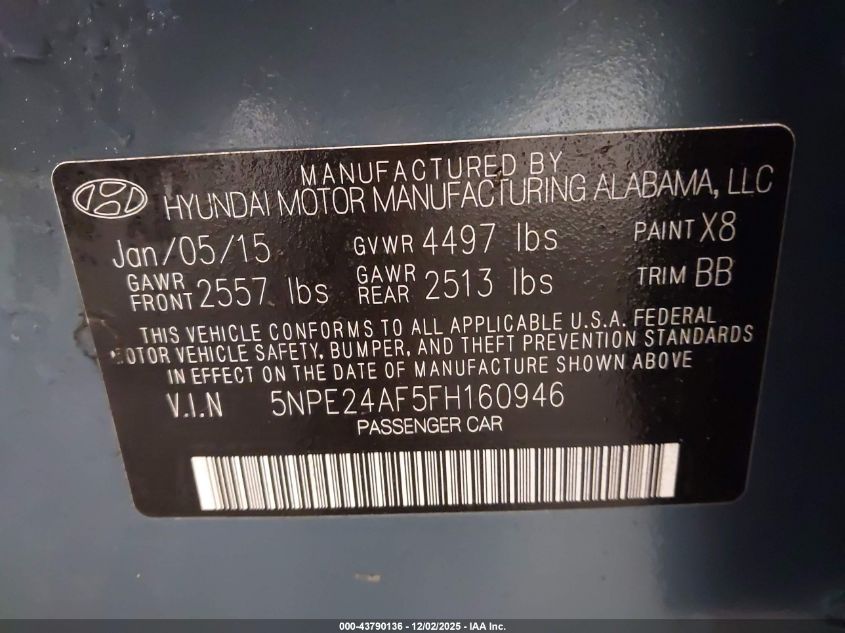 MANUFACTURED BY
HYUNDAI MOTOR MANUFACTURING ALABAMA, LLC
Jan/05/15 GVWR 4497 lbs PAINT X8
GAWR FRONT 2557 lbs GAWR REAR 2513 lbs TRIM BB
THIS VEHICLE CONFORMS TO ALL APPLICABLE U.S.A. FEDERAL
MOTOR VEHICLE SAFETY, BUMPER, AND THEFT PREVENTION STANDARDS
IN EFFECT ON THE DATE OF MANUFACTURE SHOWN ABOVE
V.I.N 5NPE24AF5FH160946
PASSENGER CAR
000-43790136 - 12/02/2025 - IAA Inc.